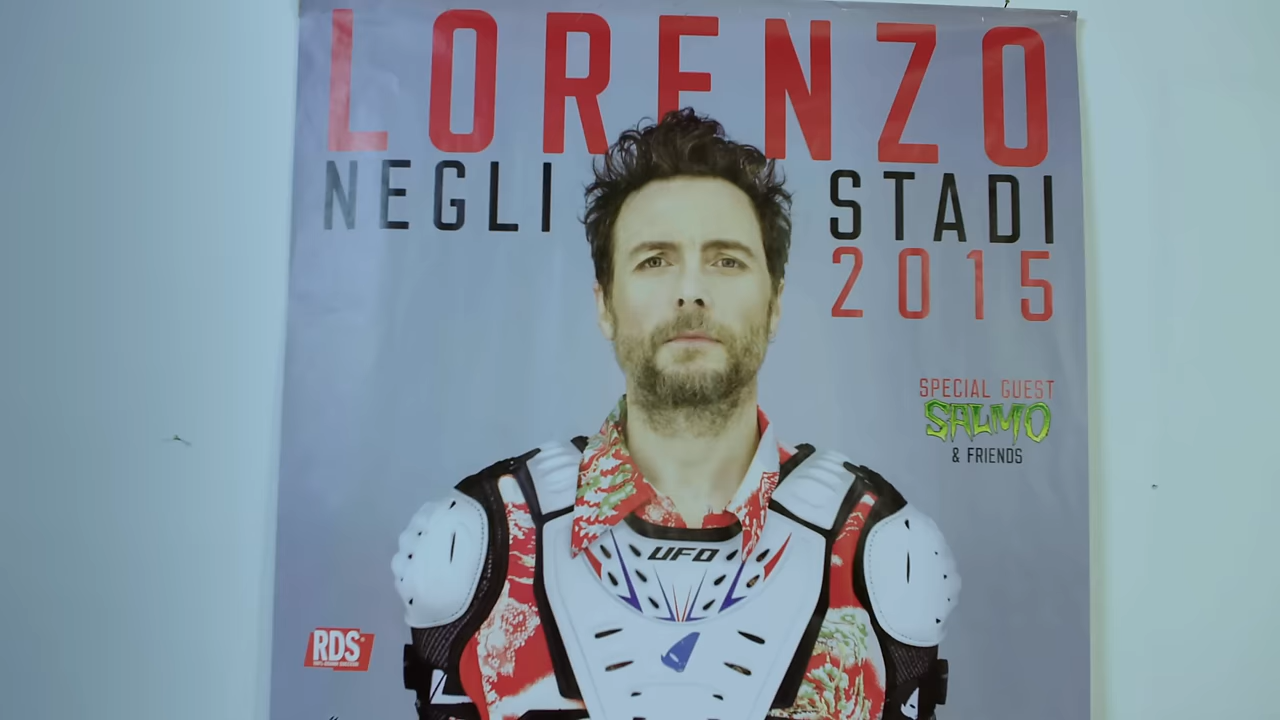 LORENZO
NEGLI STADI
2015
SPECIAL GUEST
SALMO
& FRIENDS
UFO
RDS